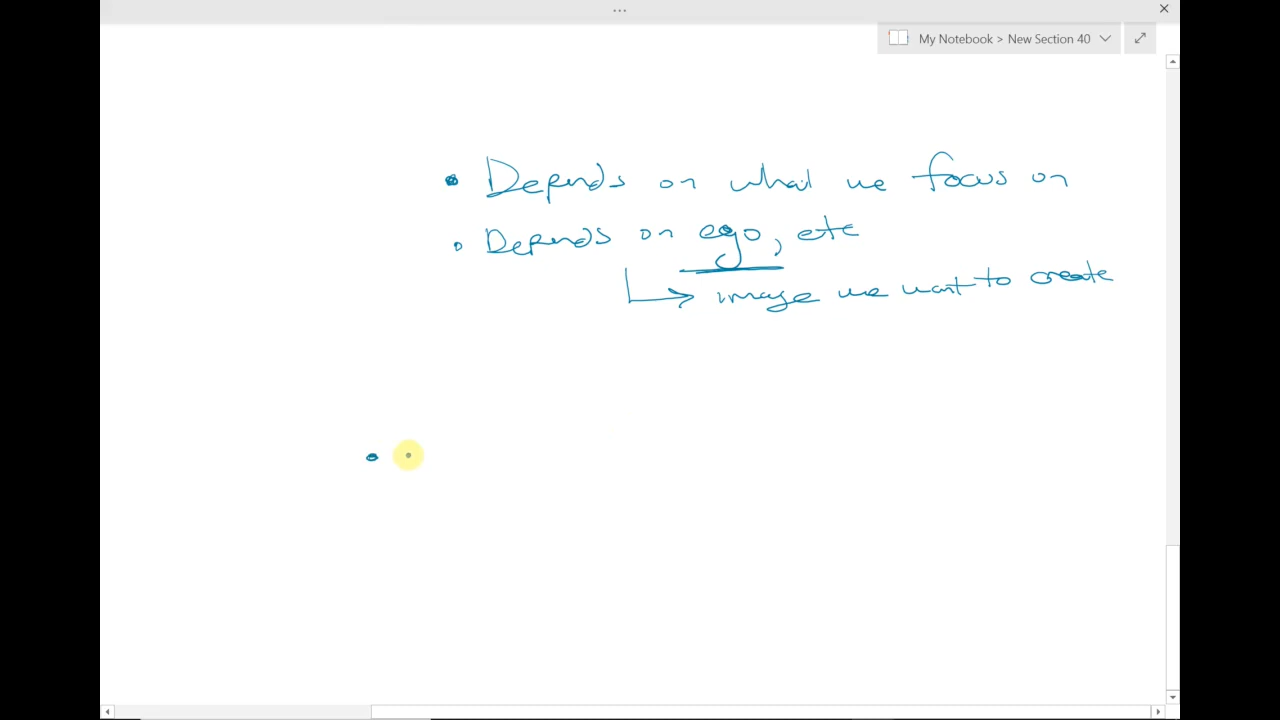 My Notebook > New Section 40
• Depends on what we focus on
• Depends on ego, etc
↳ image we want to create
•